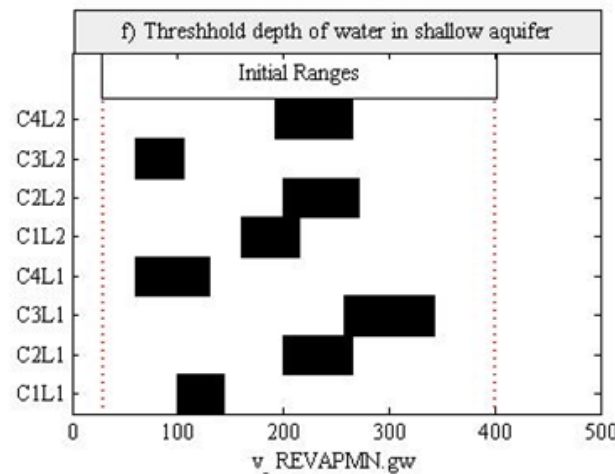 f) Threshhold depth of water in shallow aquifer
Initial Ranges
C4L2
C3L2
C2L2
C1L2
C4L1
C3L1
C2L1
C1L1
0 100 200 300 400 500
v_REVAPMN.gw